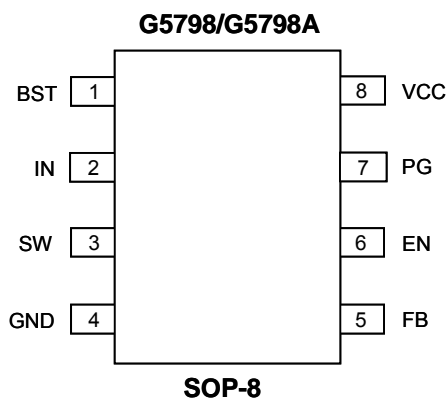 G5798/G5798A
BST 1 8 VCC
IN 2 7 PG
SW 3 6 EN
GND 4 5 FB
SOP-8